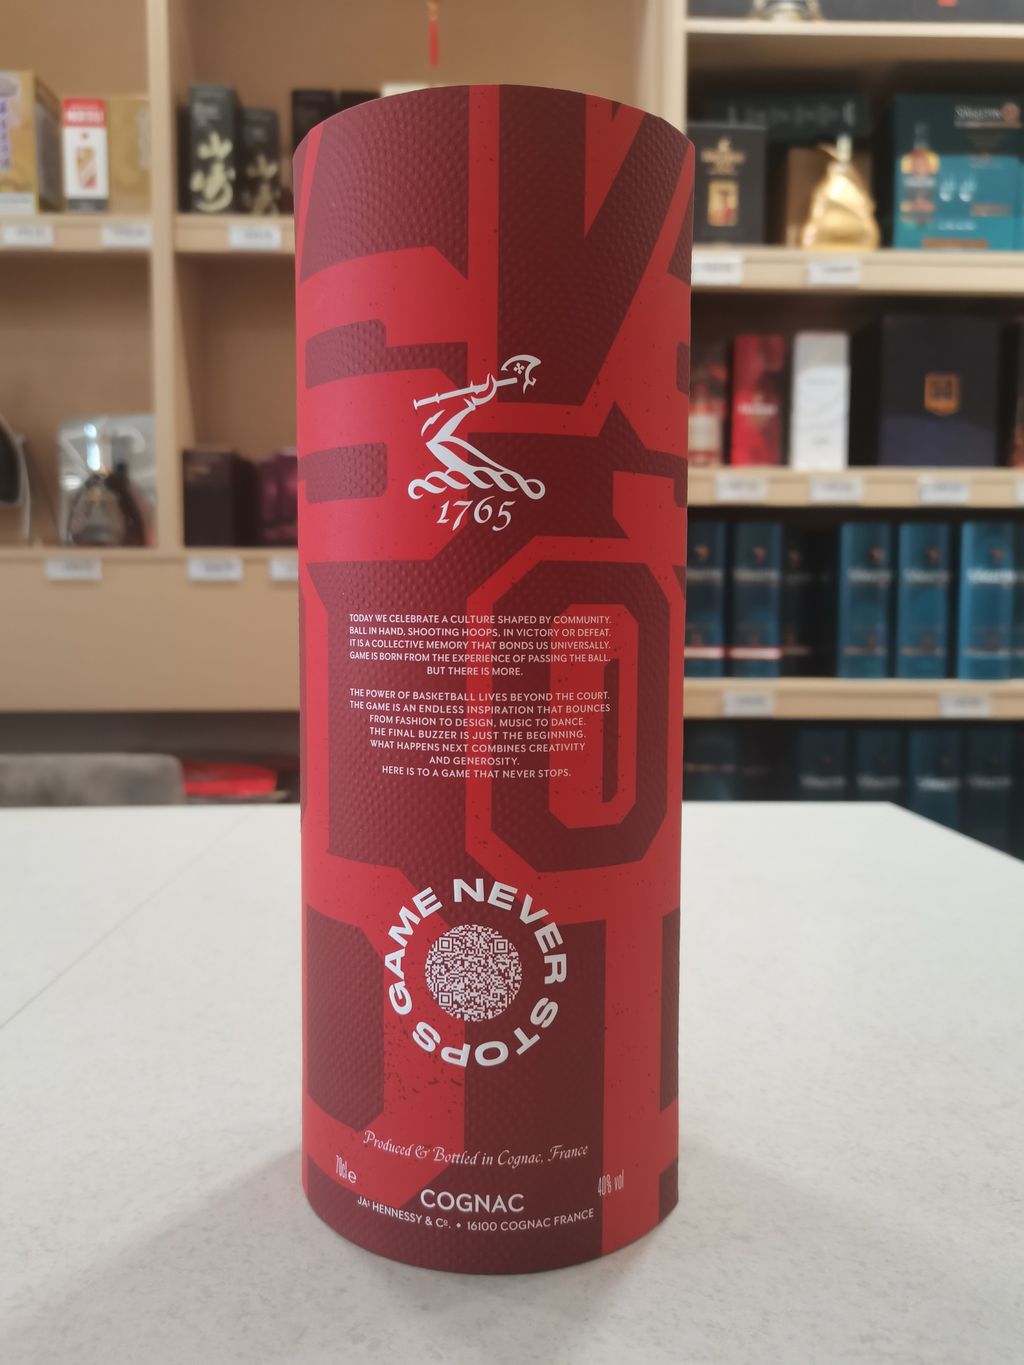 1765
TODAY WE CELEBRATE A CULTURE SHAPED BY COMMUNITY.
BALL IN HAND, SHOOTING HOOPS, IN VICTORY OR DEFEAT.
IT IS A COLLECTIVE MEMORY THAT BONDS US UNIVERSALLY.
GAME IS BORN FROM THE EXPERIENCE OF PASSING THE BALL.
BUT THERE IS MORE.
THE POWER OF BASKETBALL LIVES BEYOND THE COURT.
THE GAME IS AN ENDLESS INSPIRATION THAT BOUNCES
FROM FASHION TO DESIGN, MUSIC TO DANCE.
THE FINAL BUZZER IS JUST THE BEGINNING.
WHAT HAPPENS NEXT COMBINES CREATIVITY
AND GENEROSITY.
HERE IS TO A GAME THAT NEVER STOPS.
GAME NEVER STOPS
Produced & Bottled in Cognac, France
70cl e
40% vol
COGNAC
JAˢ HENNESSY & Cº. • 16100 COGNAC FRANCE